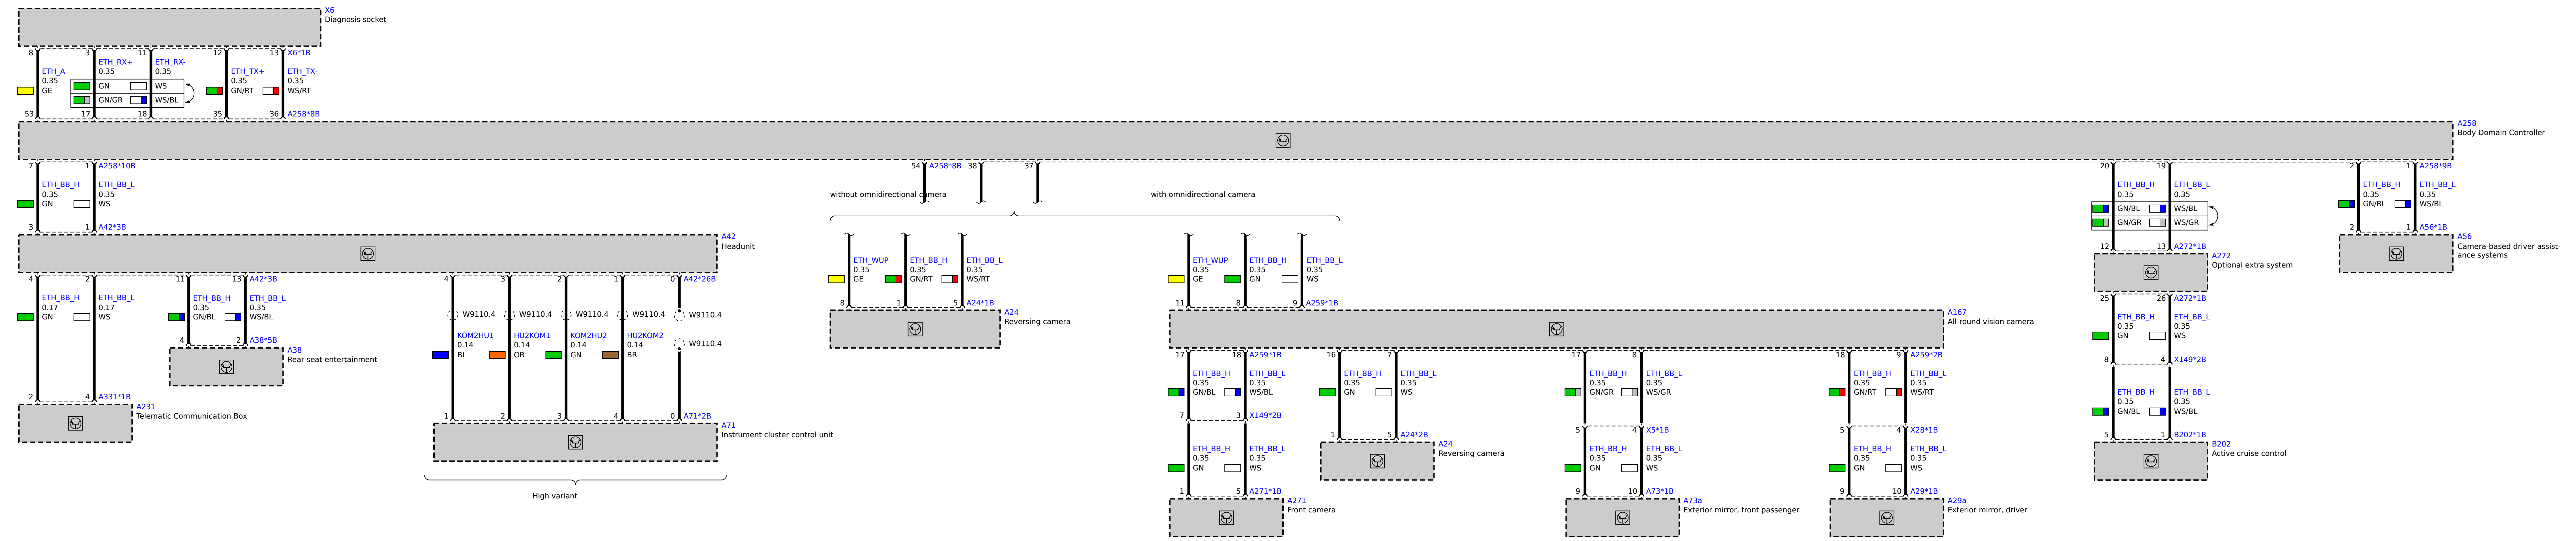 X6
Diagnosis socket
8 3 11 12 13 X6*1B
ETH_A
0.35
GE
ETH_RX+
0.35
GN
GN/GR
ETH_RX-
0.35
WS
WS/BL
ETH_TX+
0.35
GN/RT
ETH_TX-
0.35
WS/RT
53 17 18 35 36 A258*8B
A258
Body Domain Controller
7 1 A258*10B
ETH_BB_H
0.35
GN
ETH_BB_L
0.35
WS
3 1 A42*3B
54 A258*8B 38 37
without omnidirectional camera
with omnidirectional camera
20 19
ETH_BB_H
0.35
GN/BL
GN/GR
ETH_BB_L
0.35
WS/BL
WS/GR
12 13 A272*1B
2 1 A258*9B
ETH_BB_H
0.35
GN/BL
ETH_BB_L
0.35
WS/BL
2 1 A56*1B
A56
Camera-based driver assist-
ance systems
A42
Headunit
A272
Optional extra system
4 2
ETH_BB_H
0.17
GN
ETH_BB_L
0.17
WS
2 4 A331*1B
A231
Telematic Communication Box
11 13 A42*3B
ETH_BB_H
0.35
GN/BL
ETH_BB_L
0.35
WS/BL
4 2 A38*5B
A38
Rear seat entertainment
4 3 2 1 0 A42*26B
W9110.4 W9110.4 W9110.4 W9110.4 W9110.4
W9110.4
KOM2HU1
0.14
BL
HU2KOM1
0.14
OR
KOM2HU2
0.14
GN
HU2KOM2
0.14
BR
1 2 3 4 0 A71*2B
A71
Instrument cluster control unit
High variant
ETH_WUP
0.35
GE
ETH_BB_H
0.35
GN/RT
ETH_BB_L
0.35
WS/RT
8 1 5 A24*1B
A24
Reversing camera
ETH_WUP
0.35
GE
ETH_BB_H
0.35
GN
ETH_BB_L
0.35
WS
11 8 9 A259*1B
A167
All-round vision camera
17 18 A259*1B
ETH_BB_H
0.35
GN/BL
ETH_BB_L
0.35
WS/BL
7 3 X149*2B
ETH_BB_H
0.35
GN
ETH_BB_L
0.35
WS
1 5 A271*1B
A271
Front camera
16 7
ETH_BB_H
0.35
GN
ETH_BB_L
0.35
WS
1 5 A24*2B
A24
Reversing camera
17 8
ETH_BB_H
0.35
GN/GR
ETH_BB_L
0.35
WS/GR
5 4 X5*1B
ETH_BB_H
0.35
GN
ETH_BB_L
0.35
WS
9 10 A73*1B
A73a
Exterior mirror, front passenger
18 9 A259*2B
ETH_BB_H
0.35
GN/RT
ETH_BB_L
0.35
WS/RT
5 4 X28*1B
ETH_BB_H
0.35
GN
ETH_BB_L
0.35
WS
9 10 A29*1B
A29a
Exterior mirror, driver
25 26 A272*1B
ETH_BB_H
0.35
GN
ETH_BB_L
0.35
WS
8 4 X149*2B
ETH_BB_H
0.35
GN/BL
ETH_BB_L
0.35
WS/BL
5 1 B202*1B
B202
Active cruise control